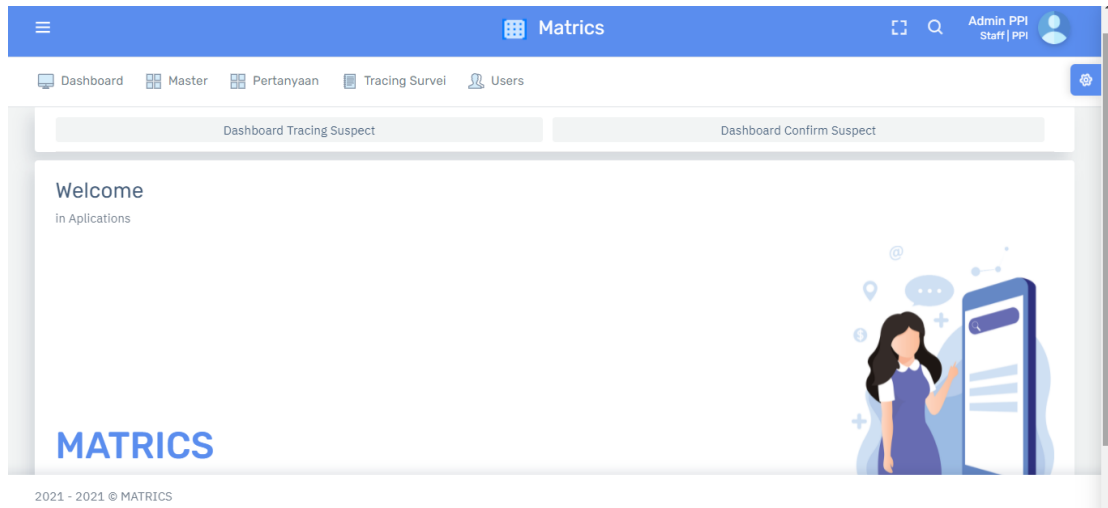 Matrics
Admin PPI
Staff | PPI
Dashboard Master Pertanyaan Tracing Survei Users
Dashboard Tracing Suspect Dashboard Confirm Suspect
Welcome
in Aplications
@
$
MATRICS
2021 - 2021 © MATRICS